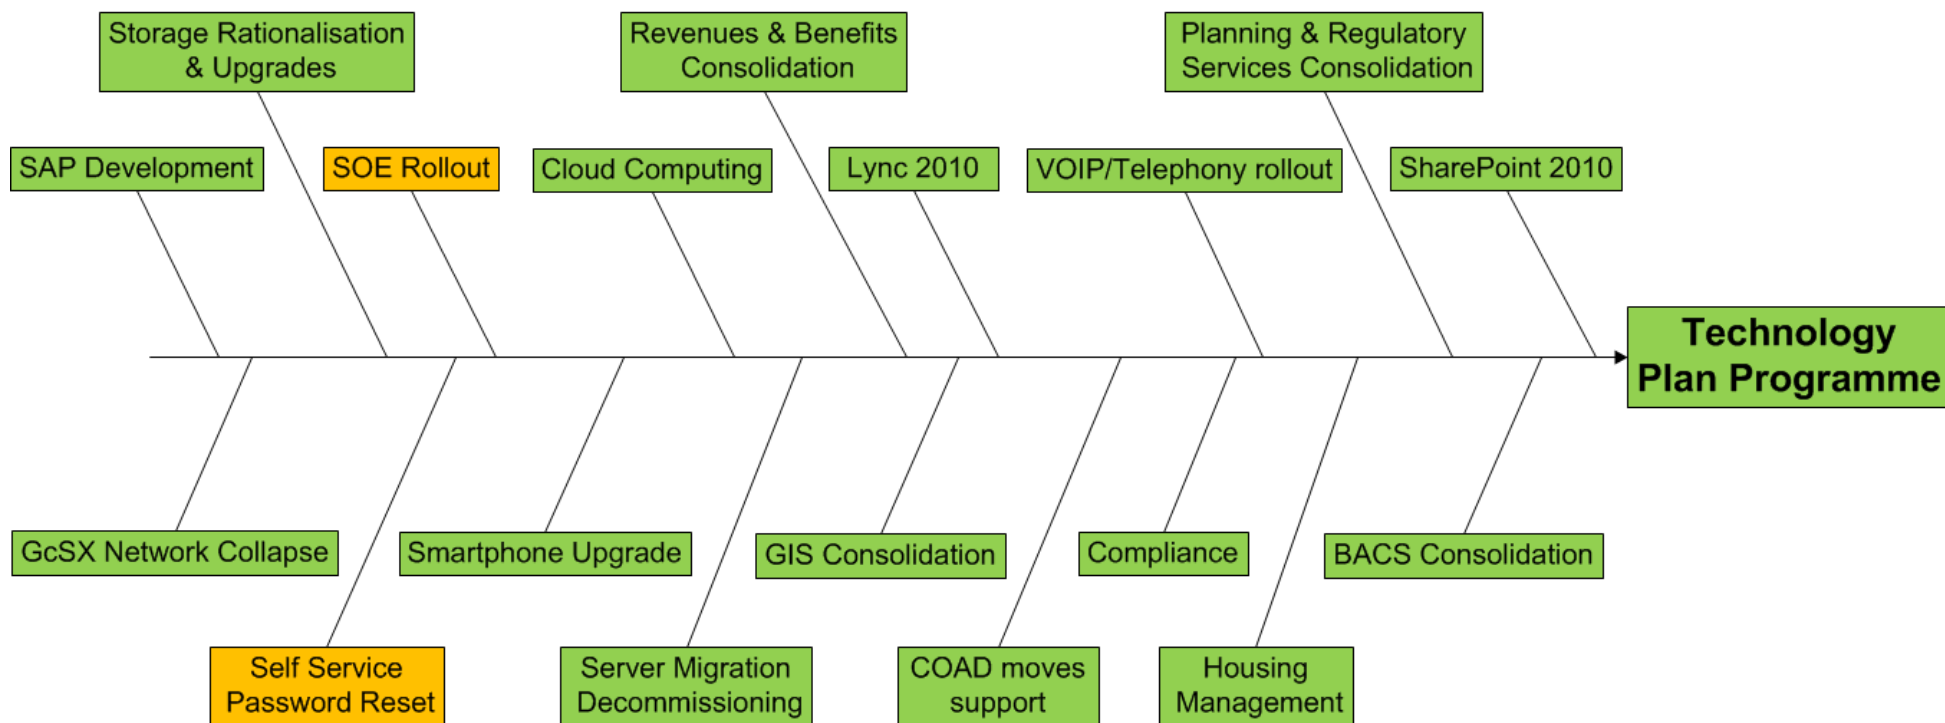 Storage Rationalisation
& Upgrades
Revenues & Benefits
Consolidation
Planning & Regulatory
Services Consolidation
SAP Development
SOE Rollout
Cloud Computing
Lync 2010
VOIP/Telephony rollout
SharePoint 2010
Technology
Plan Programme
GcSX Network Collapse
Smartphone Upgrade
GIS Consolidation
Compliance
BACS Consolidation
Self Service
Password Reset
Server Migration
Decommissioning
COAD moves
support
Housing
Management